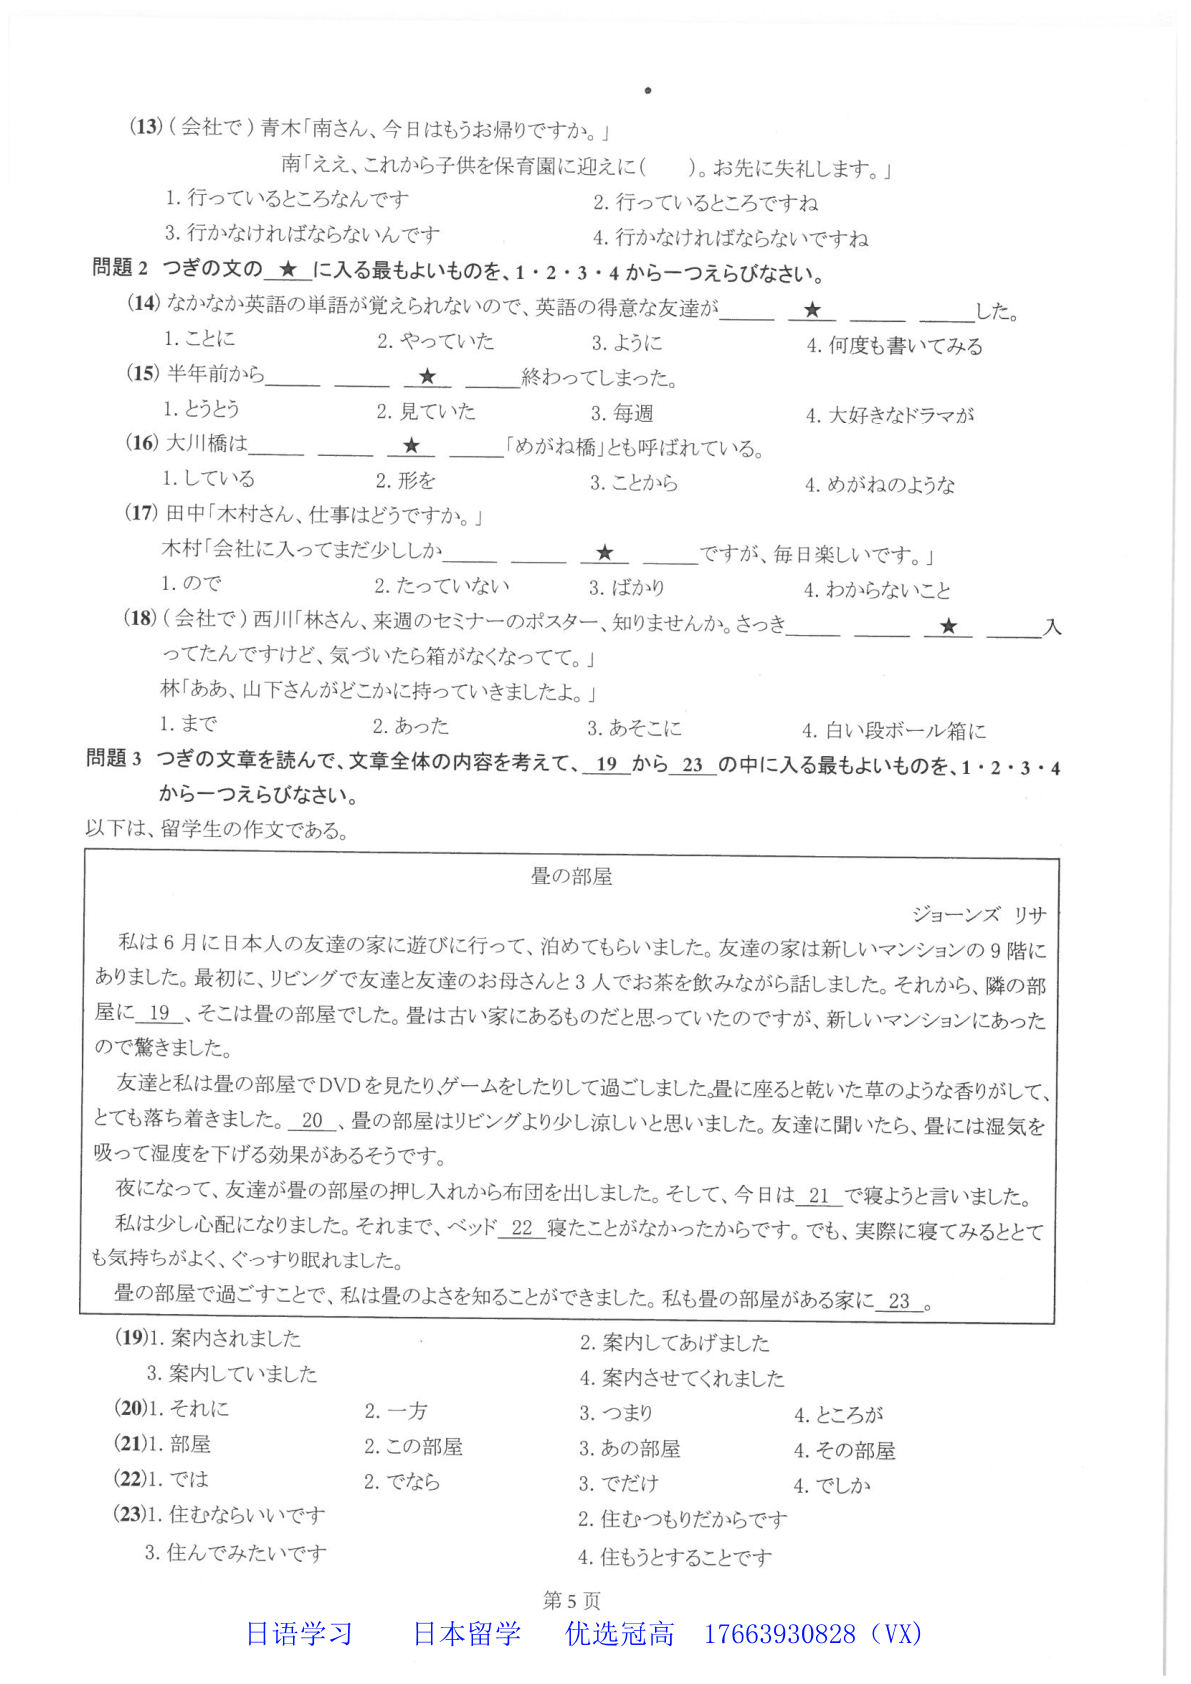 (13)(会社で)青木「南さん、今日はもうお帰りですか。」
南「ええ、これから子供を保育園に迎えに(　　)。お先に失礼します。」
1. 行っているところなんです　2. 行っているところですね
3. 行かなければならないんです　4. 行かなければならないですね
問題 2　つぎの文の ★ に入る最もよいものを、1・2・3・4から一つえらびなさい。
(14) なかなか英語の単語が覚えられないので、英語の得意な友達が____ __★__ ____ ____した。
1. ことに　2. やっていた　3. ように　4. 何度も書いてみる
(15) 半年前から____ ____ __★__ ____終わってしまった。
1. とうとう　2. 見ていた　3. 毎週　4. 大好きなドラマが
(16) 大川橋は____ ____ __★__ ____「めがね橋」とも呼ばれている。
1. している　2. 形を　3. ことから　4. めがねのような
(17) 田中「木村さん、仕事はどうですか。」
木村「会社に入ってまだ少ししか____ ____ __★__ ____ですが、毎日楽しいです。」
1. ので　2. たっていない　3. ばかり　4. わからないこと
(18)(会社で)西川「林さん、来週のセミナーのポスター、知りませんか。さっき____ ____ __★__ ____入
ってたんですけど、気づいたら箱がなくなってて。」
林「ああ、山下さんがどこかに持っていきましたよ。」
1. まで　2. あった　3. あそこに　4. 白い段ボール箱に
問題 3　つぎの文章を読んで、文章全体の内容を考えて、 19 から 23 の中に入る最もよいものを、1・2・3・4
から一つえらびなさい。
以下は、留学生の作文である。
畳の部屋
ジョーンズ　リサ
私は 6 月に日本人の友達の家に遊びに行って、泊めてもらいました。友達の家は新しいマンションの 9 階に
ありました。最初に、リビングで友達と友達のお母さんと 3 人でお茶を飲みながら話しました。それから、隣の部
屋に 19 、そこは畳の部屋でした。畳は古い家にあるものだと思っていたのですが、新しいマンションにあった
ので驚きました。
友達と私は畳の部屋で DVD を見たり、ゲームをしたりして過ごしました。畳に座ると乾いた草のような香りがして、
とても落ち着きました。 20 、畳の部屋はリビングより少し涼しいと思いました。友達に聞いたら、畳には湿気を
吸って湿度を下げる効果があるそうです。
夜になって、友達が畳の部屋の押し入れから布団を出しました。そして、今日は 21 で寝ようと言いました。
私は少し心配になりました。それまで、ベッド 22 寝たことがなかったからです。でも、実際に寝てみるととて
も気持ちがよく、ぐっすり眠れました。
畳の部屋で過ごすことで、私は畳のよさを知ることができました。私も畳の部屋がある家に 23 。
(19)1. 案内されました　2. 案内してあげました
3. 案内していました　4. 案内させてくれました
(20)1. それに　2. 一方　3. つまり　4. ところが
(21)1. 部屋　2. この部屋　3. あの部屋　4. その部屋
(22)1. では　2. でなら　3. でだけ　4. でしか
(23)1. 住むならいいです　2. 住むつもりだからです
3. 住んでみたいです　4. 住もうとすることです
第 5 页
日语学习　日本留学　优选冠高　17663930828（VX)